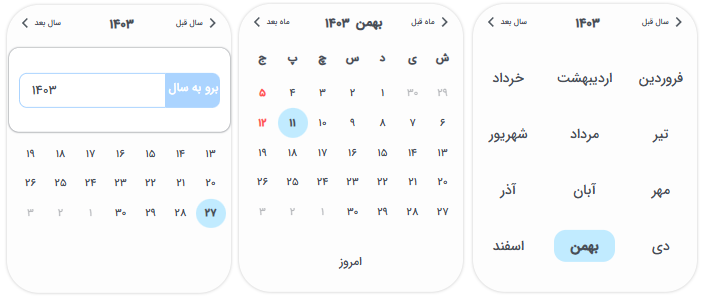 سال قبل ۱۴۰۳ سال بعد
فروردین اردیبهشت خرداد
تیر مرداد شهریور
مهر آبان آذر
دی بهمن اسفند
ماه قبل بهمن ۱۴۰۳ ماه بعد
ش ی د س چ پ ج
۲۹ ۳۰ ۱ ۲ ۳ ۴ ۵
۶ ۷ ۸ ۹ ۱۰ ۱۱ ۱۲
۱۳ ۱۴ ۱۵ ۱۶ ۱۷ ۱۸ ۱۹
۲۰ ۲۱ ۲۲ ۲۳ ۲۴ ۲۵ ۲۶
۲۷ ۲۸ ۲۹ ۳۰ ۱ ۲ ۳
امروز
سال قبل ۱۴۰۳ سال بعد
برو به سال ۱۴۰۳
۱۳ ۱۴ ۱۵ ۱۶ ۱۷ ۱۸ ۱۹
۲۰ ۲۱ ۲۲ ۲۳ ۲۴ ۲۵ ۲۶
۲۷ ۲۸ ۲۹ ۳۰ ۱ ۲ ۳